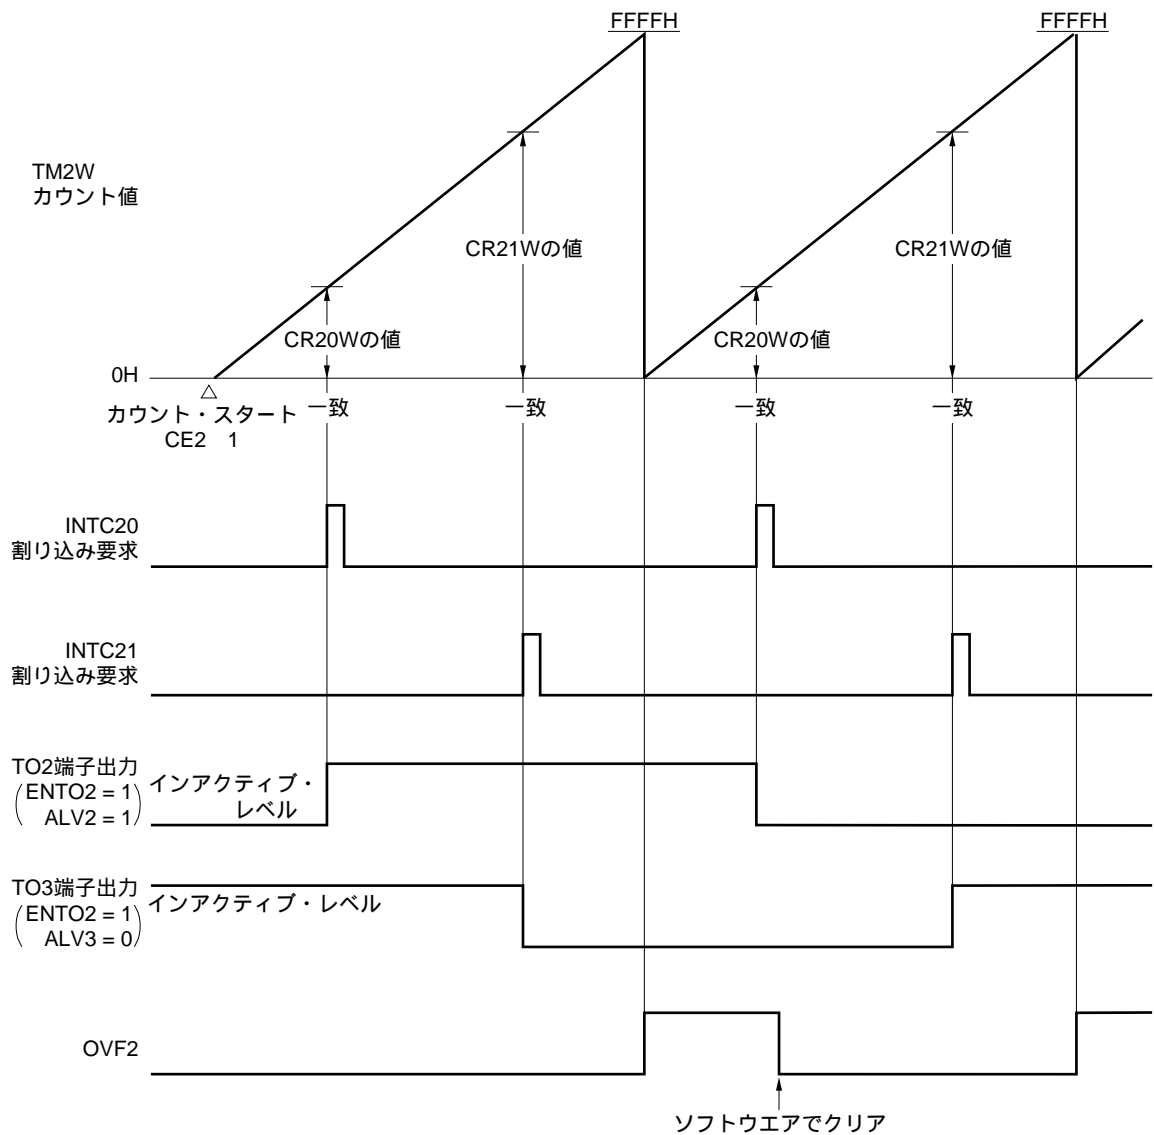 FFFFH
FFFFH
TM2W
カウント値
CR21Wの値
CR21Wの値
CR20Wの値
CR20Wの値
0H
カウント・スタート
CE2 1
一致
一致
一致
一致
INTC20
割り込み要求
INTC21
割り込み要求
TO2端子出力
(ENTO2 = 1
ALV2 = 1)
インアクティブ・
レベル
TO3端子出力
(ENTO2 = 1
ALV3 = 0)
インアクティブ・レベル
OVF2
ソフトウエアでクリア